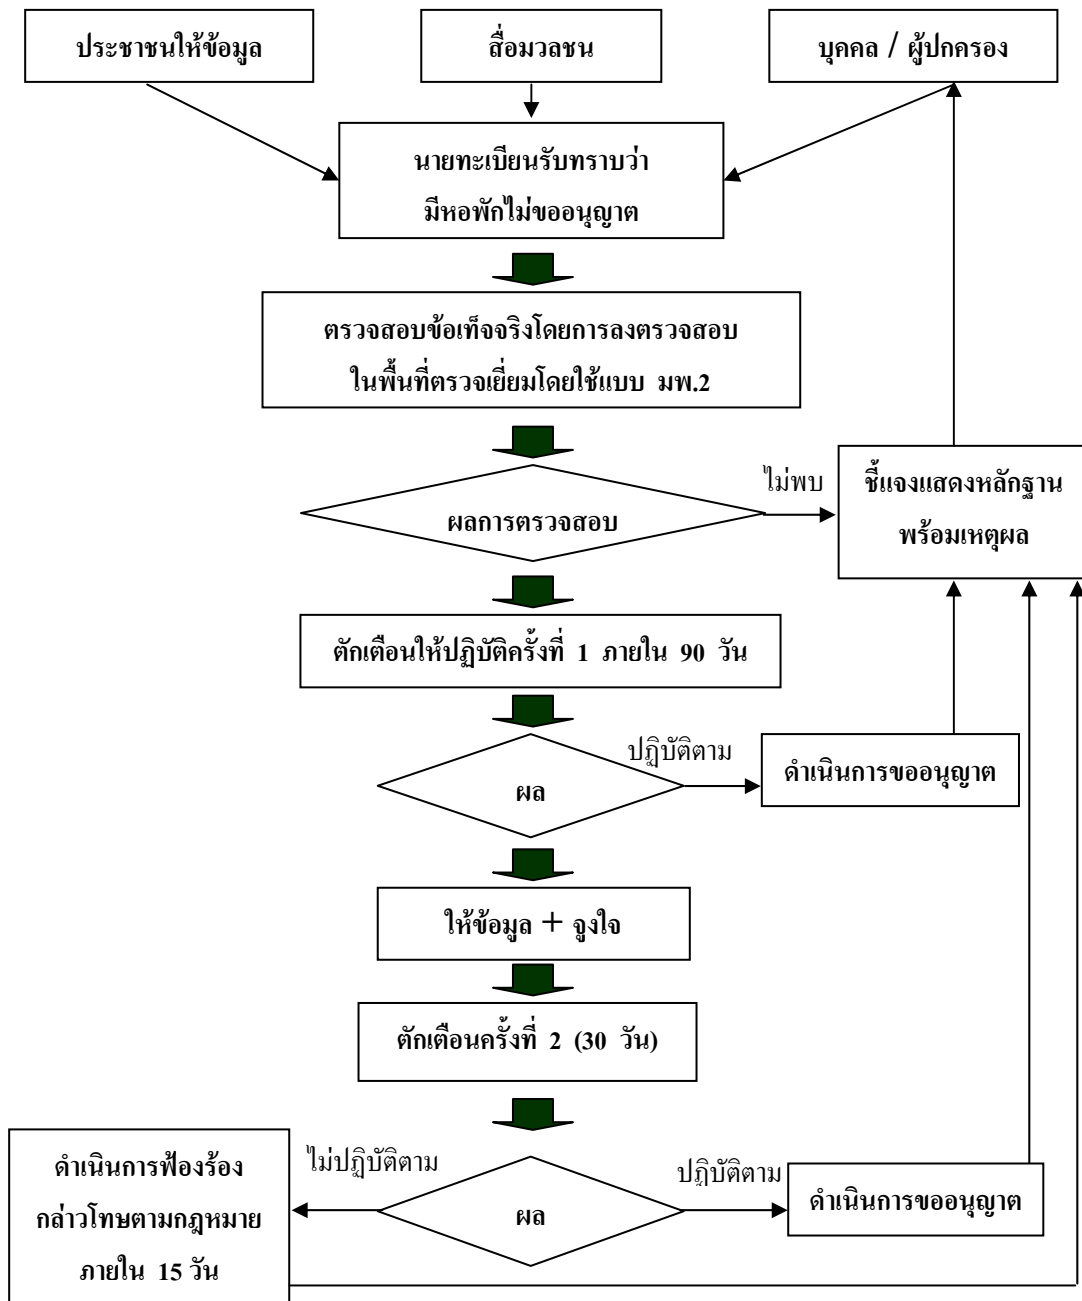 ประชาชนให้ข้อมูล
สื่อมวลชน
บุคคล / ผู้ปกครอง
นายทะเบียนรับทราบว่า
มีหอพักไม่ขออนุญาต
ตรวจสอบข้อเท็จจริงโดยการลงตรวจสอบ
ในพื้นที่ตรวจเยี่ยมโดยใช้แบบ มพ.2
ผลการตรวจสอบ
ไม่พบ
ชี้แจงแสดงหลักฐาน
พร้อมเหตุผล
ตักเตือนให้ปฏิบัติครั้งที่ 1 ภายใน 90 วัน
ผล
ปฏิบัติตาม
ดำเนินการขออนุญาต
ให้ข้อมูล + จูงใจ
ตักเตือนครั้งที่ 2 (30 วัน)
ดำเนินการฟ้องร้อง
กล่าวโทษตามกฎหมาย
ภายใน 15 วัน
ไม่ปฏิบัติตาม
ผล
ปฏิบัติตาม
ดำเนินการขออนุญาต